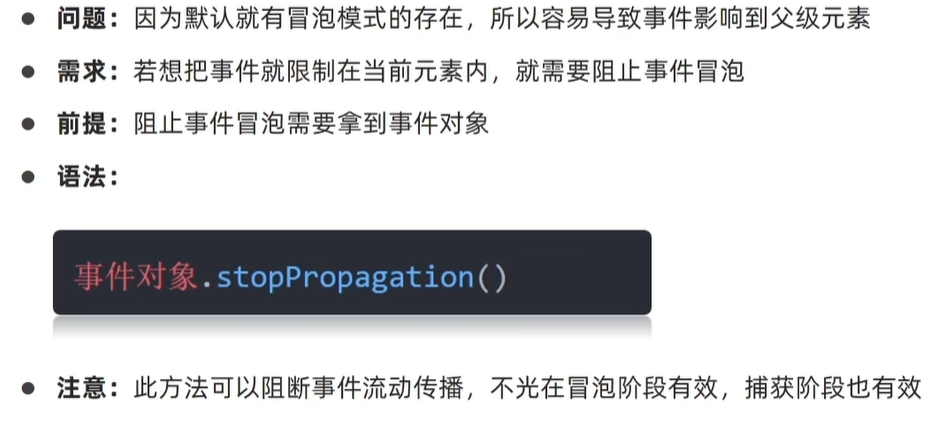 ● 问题：因为默认就有冒泡模式的存在，所以容易导致事件影响到父级元素
● 需求：若想把事件就限制在当前元素内，就需要阻止事件冒泡
● 前提：阻止事件冒泡需要拿到事件对象
● 语法：
事件对象.stopPropagation()
● 注意：此方法可以阻断事件流动传播，不光在冒泡阶段有效，捕获阶段也有效